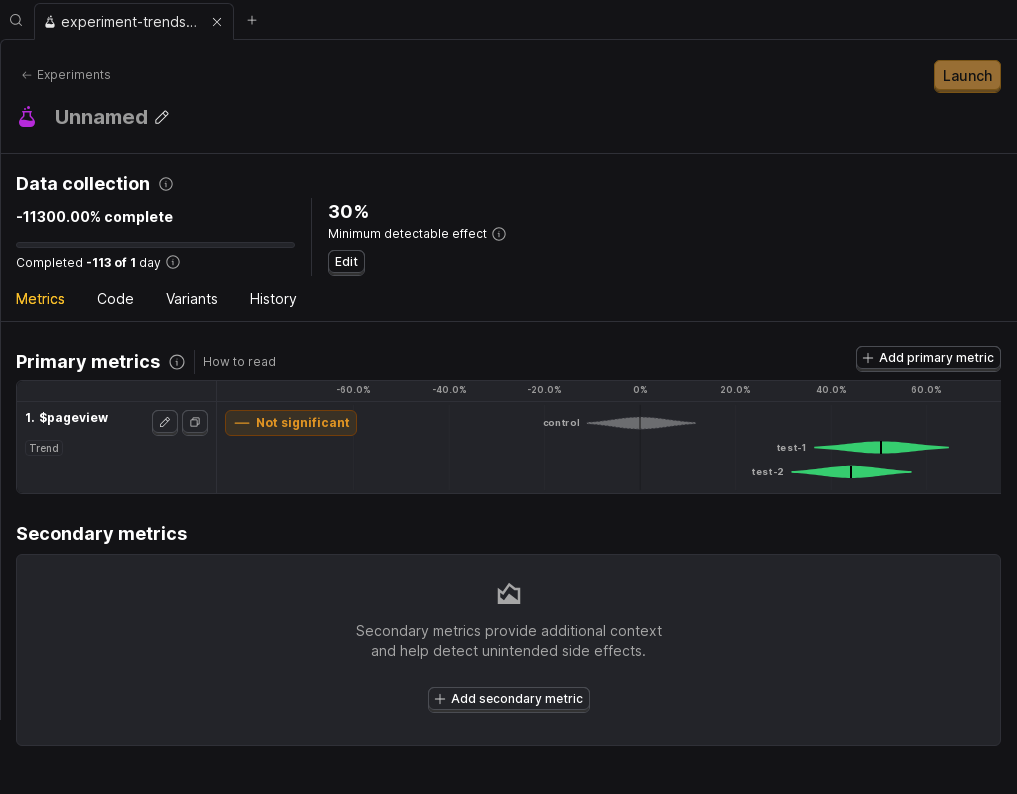 experiment-trends...
Experiments
Launch
Unnamed
Data collection
-11300.00% complete
Completed -113 of 1 day
30%
Minimum detectable effect
Edit
Metrics Code Variants History
Primary metrics How to read
Add primary metric
-60.0% -40.0% -20.0% 0% 20.0% 40.0% 60.0%
1. $pageview
Trend
Not significant
control
test-1
test-2
Secondary metrics
Secondary metrics provide additional context
and help detect unintended side effects.
Add secondary metric